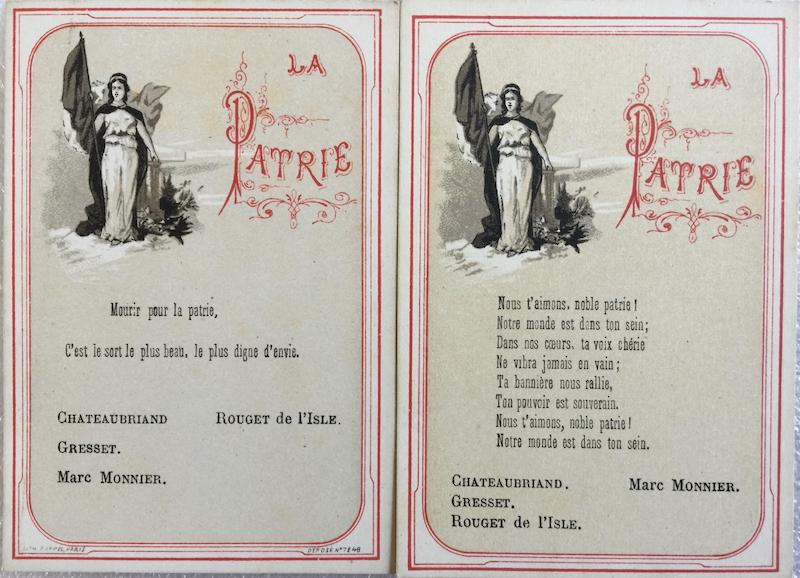 LA
PATRIE
Mourir pour la patrie,
C'est le sort le plus beau, le plus digne d'envie.
CHATEAUBRIAND ROUGET de l'ISLE.
GRESSET.
Marc MONNIER.
DÉPOSÉ Nº 7848
LA
PATRIE
Nous t'aimons, noble patrie!
Notre monde est dans ton sein;
Dans nos cœurs, ta voix chérie
Ne vibra jamais en vain;
Ta bannière nous rallie,
Ton pouvoir est souverain.
Nous t'aimons, noble patrie!
Notre monde est dans ton sein.
CHATEAUBRIAND. Marc MONNIER.
GRESSET.
ROUGET de l'ISLE.